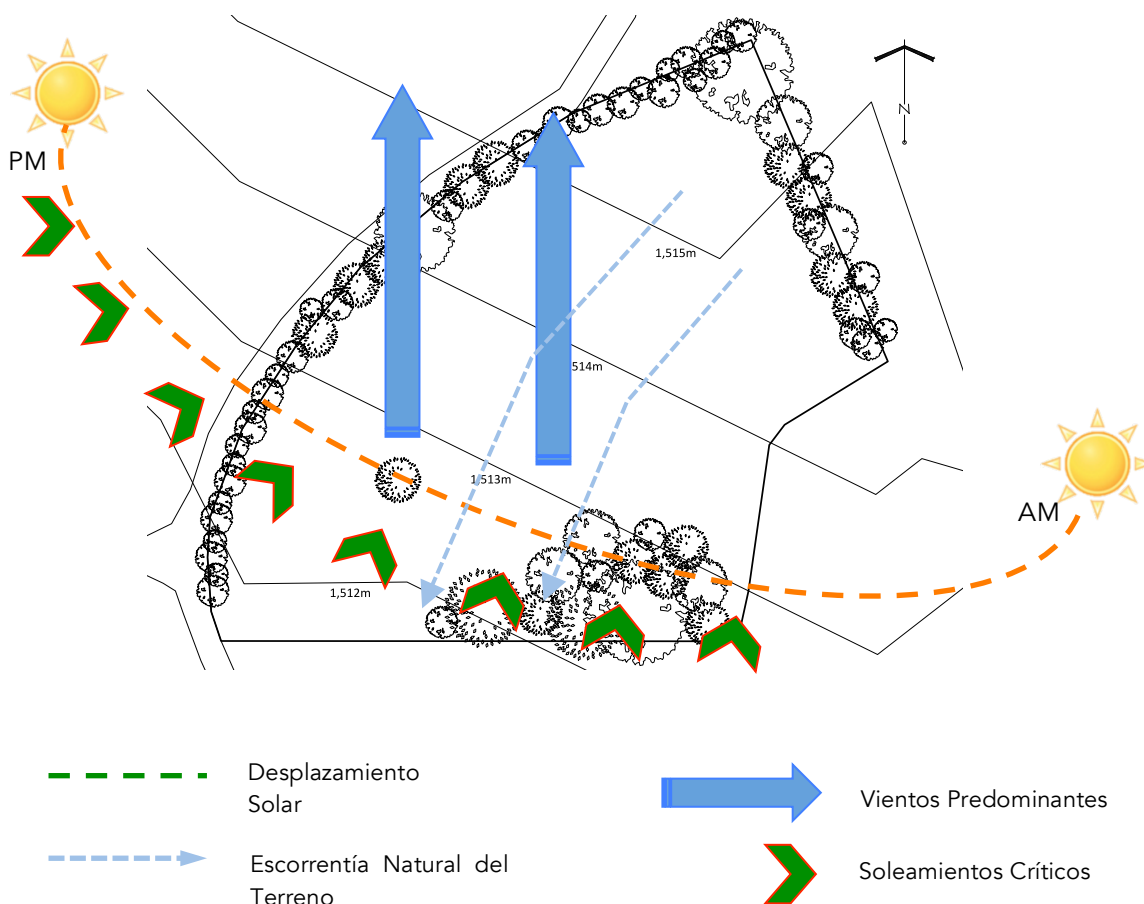 N
PM
1,515m
514m
1,513m
AM
1,512m
Desplazamiento
Solar
Vientos Predominantes
Escorrentía Natural del
Terreno
Soleamientos Críticos